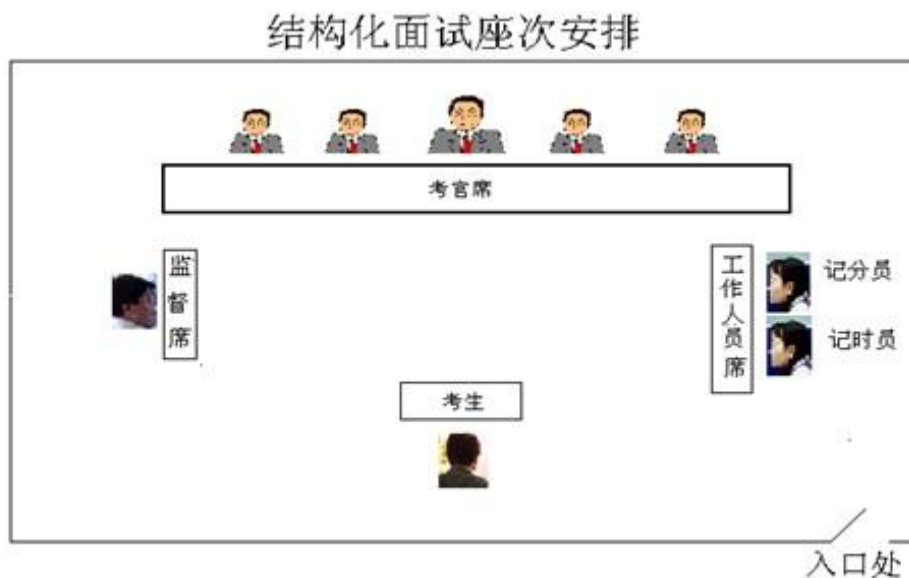 结构化面试座次安排
考官席
监督席
工作人员席
记分员
记时员
考生
入口处